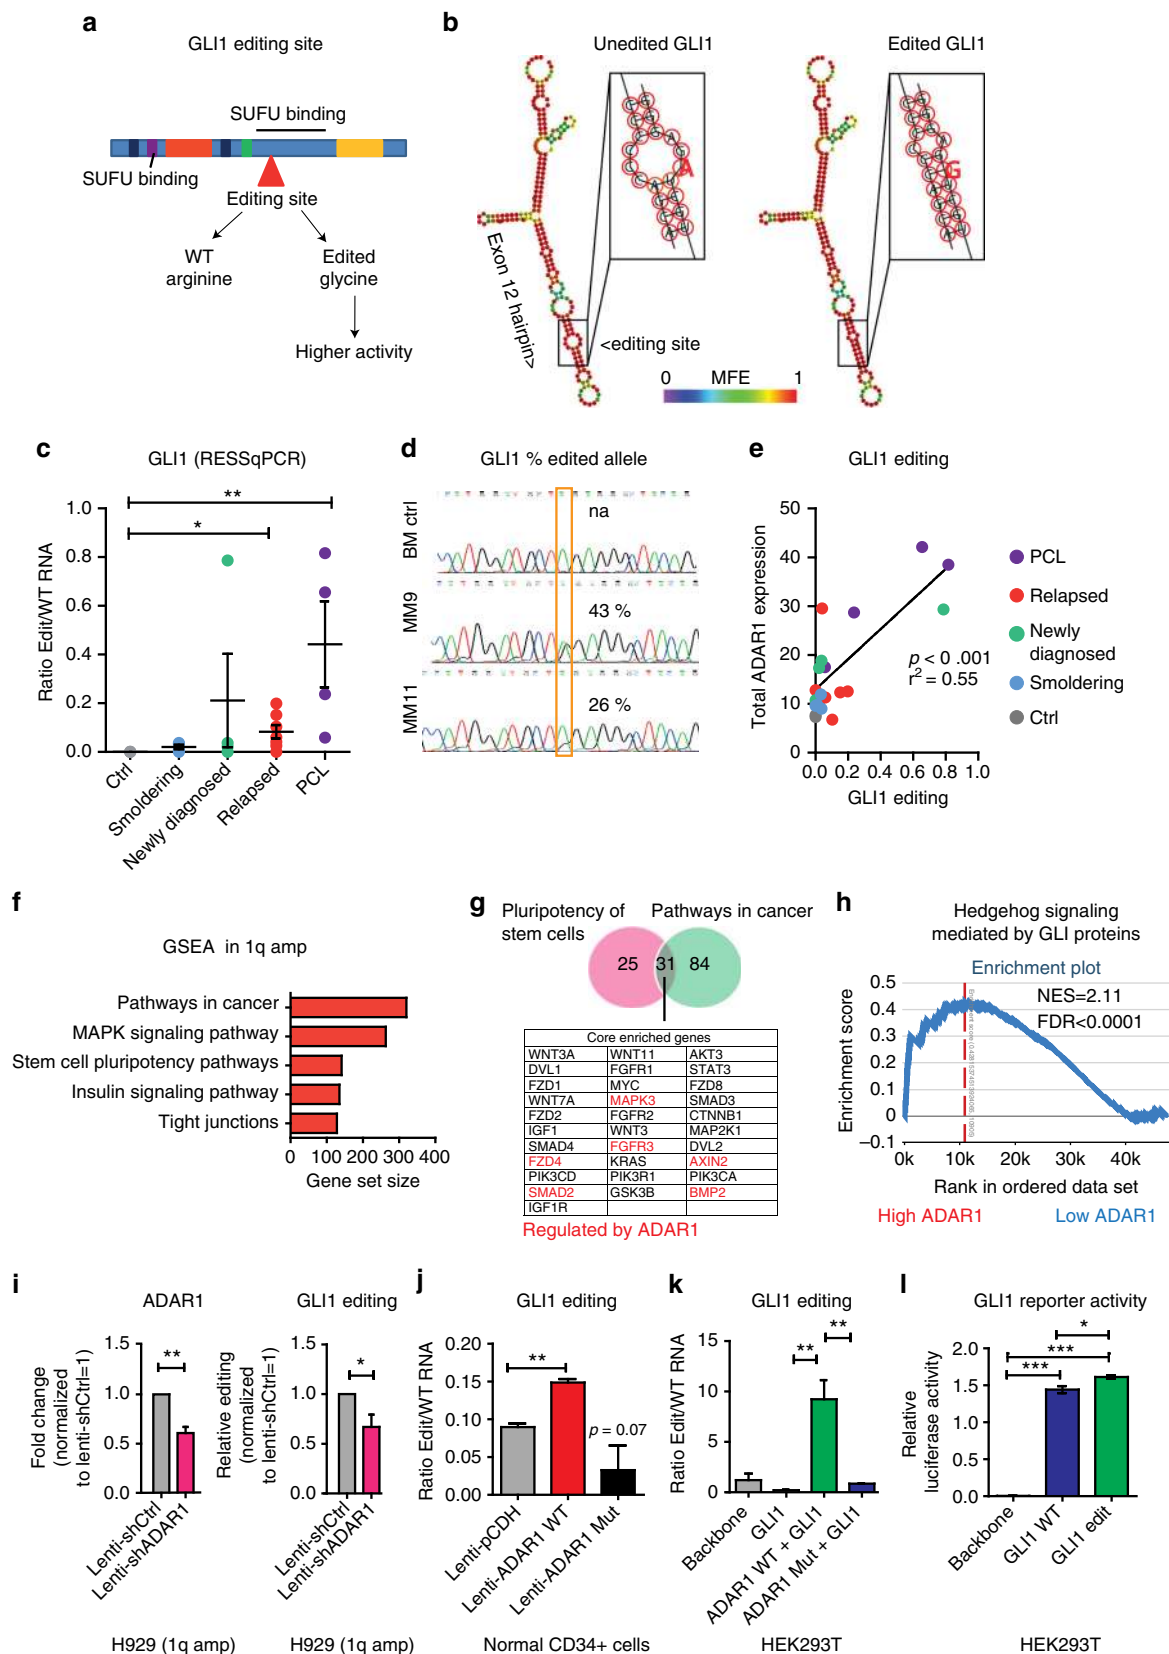 a
GLI1 editing site
SUFU binding
SUFU binding
Editing site
WT
arginine
Edited
glycine
Higher activity
b
Unedited GLI1
Edited GLI1
A
G
Exon 12 hairpin>
<editing site
0 MFE 1
c
GLI1 (RESSqPCR)
Ratio Edit/WT RNA
1.0
0.8
0.6
0.4
0.2
0.0
**
*
Ctrl
Smoldering
Newly diagnosed
Relapsed
PCL
d
GLI1 % edited allele
BM ctrl
na
MM9
43 %
MM11
26 %
e
GLI1 editing
Total ADAR1 expression
50
40
30
20
10
0
p < 0 .001
r² = 0.55
0.0 0.2 0.4 0.6 0.8 1.0
GLI1 editing
PCL
Relapsed
Newly
diagnosed
Smoldering
Ctrl
f
GSEA in 1q amp
Pathways in cancer
MAPK signaling pathway
Stem cell pluripotency pathways
Insulin signaling pathway
Tight junctions
0 100 200 300 400
Gene set size
g
Pluripotency of
stem cells
Pathways in cancer
25 31 84
Core enriched genes
WNT3A WNT11 AKT3
DVL1 FGFR1 STAT3
FZD1 MYC FZD8
WNT7A MAPK3 SMAD3
FZD2 FGFR2 CTNNB1
IGF1 WNT3 MAP2K1
SMAD4 FGFR3 DVL2
FZD4 KRAS AXIN2
PIK3CD PIK3R1 PIK3CA
SMAD2 GSK3B BMP2
IGF1R
Regulated by ADAR1
h
Hedgehog signaling
mediated by GLI proteins
Enrichment plot
NES=2.11
FDR<0.0001
Enrichment score
0.5
0.4
0.3
0.2
0.1
0
–0.1
0k 10k 20k 30k 40k
Rank in ordered data set
High ADAR1 Low ADAR1
i
ADAR1
Fold change
(normalized
to lenti-shCtrl=1)
1.5
1.0
0.5
0.0
**
Lenti-shCtrl
Lenti-shADAR1
H929 (1q amp)
GLI1 editing
Relative editing
(normalized
to lenti-shCtrl=1)
1.5
1.0
0.5
0.0
*
Lenti-shCtrl
Lenti-shADAR1
H929 (1q amp)
j
GLI1 editing
Ratio Edit/WT RNA
0.20
0.15
0.10
0.05
0.00
**
p = 0.07
Lenti-pCDH
Lenti-ADAR1 WT
Lenti-ADAR1 Mut
Normal CD34+ cells
k
GLI1 editing
Ratio Edit/WT RNA
15
10
5
0
**
**
Backbone
GLI1
ADAR1 WT + GLI1
ADAR1 Mut + GLI1
HEK293T
l
GLI1 reporter activity
Relative
luciferase activity
2.0
1.5
1.0
0.5
0.0
*
***
***
Backbone
GLI1 WT
GLI1 edit
HEK293T